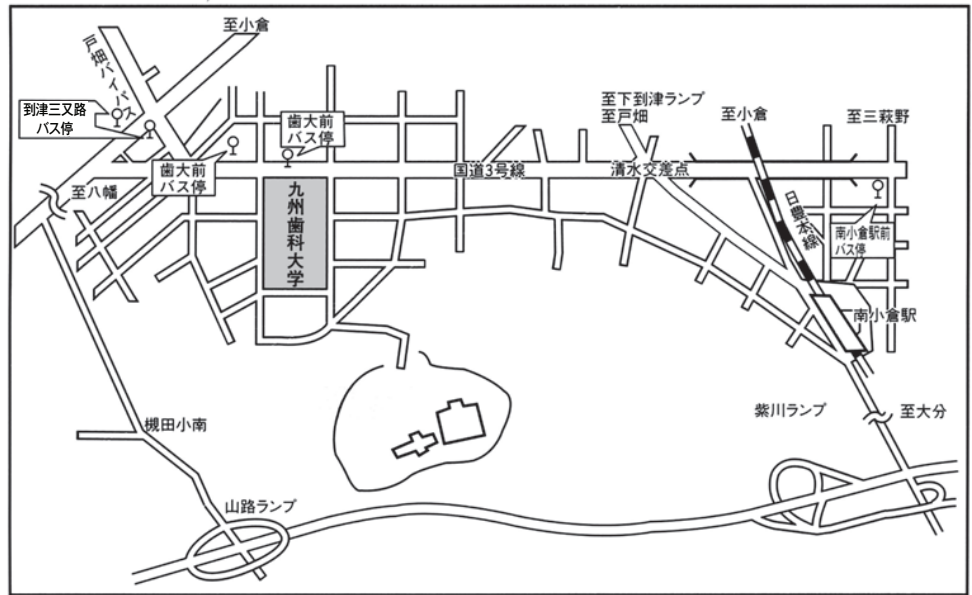 至小倉
戸畑バイパス
到津三又路
バス停
歯大前
バス停
歯大前
バス停
至下到津ランプ
至戸畑
至小倉
至三萩野
国道3号線
清水交差点
至八幡
九州歯科大学
日豊本線
南小倉駅前
バス停
南小倉駅
槻田小南
紫川ランプ
至大分
山路ランプ